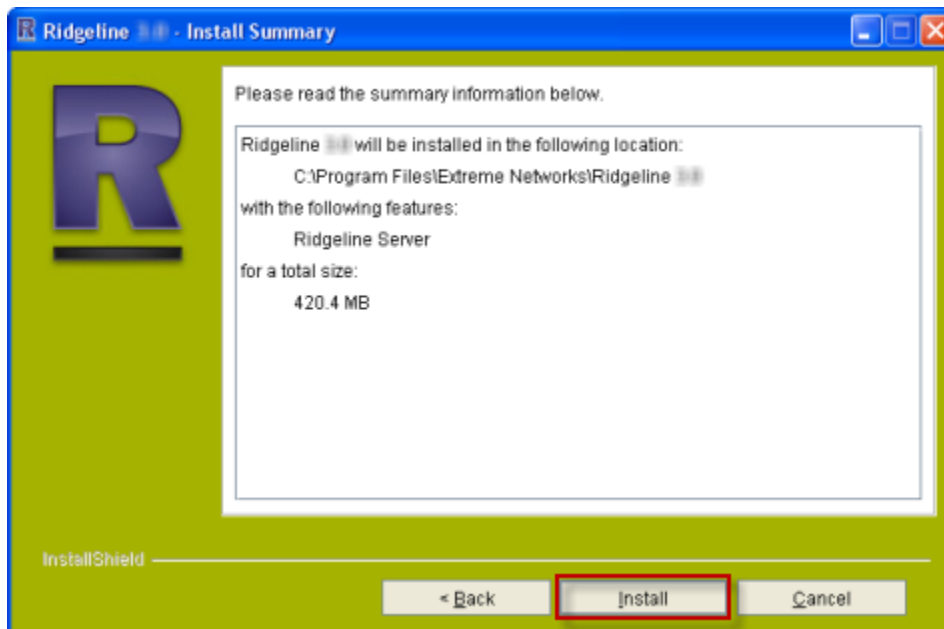 Ridgeline - Install Summary
R
Please read the summary information below.
Ridgeline will be installed in the following location:
C:\Program Files\Extreme Networks\Ridgeline
with the following features:
Ridgeline Server
for a total size:
420.4 MB
InstallShield
< Back
Install
Cancel